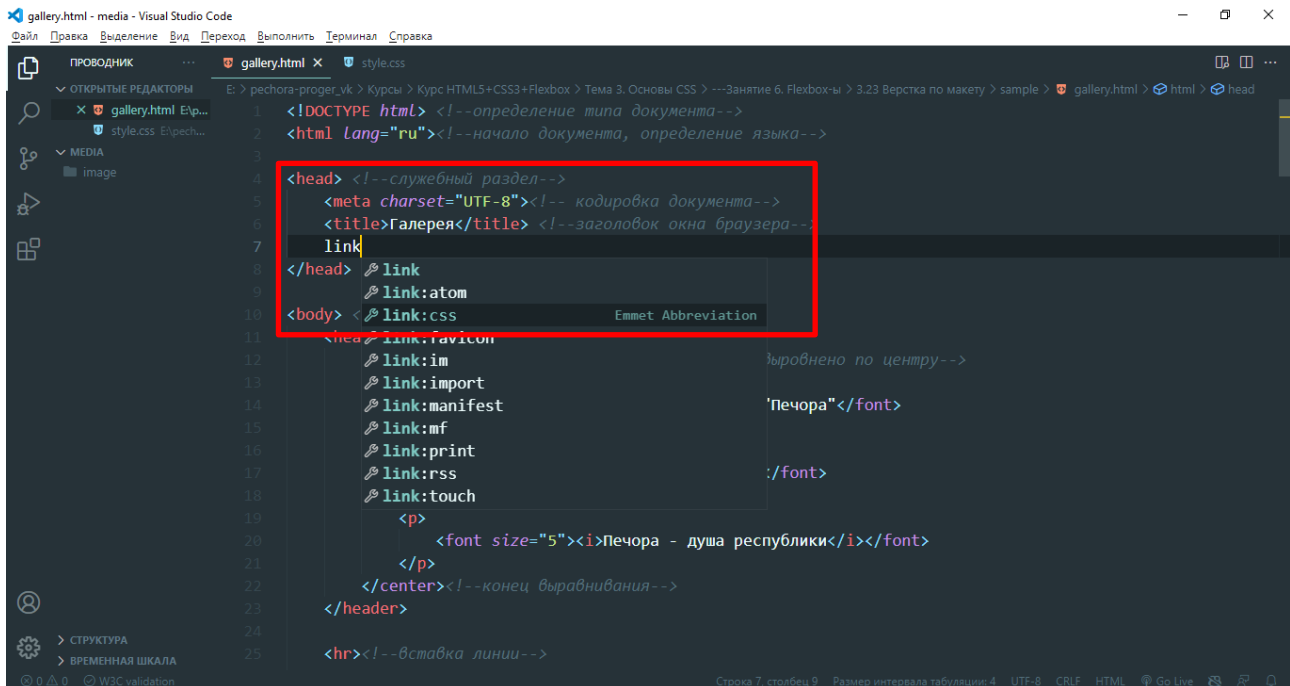 gallery.html - media - Visual Studio Code
Файл Правка Выделение Вид Переход Выполнить Терминал Справка
ПРОВОДНИК ··· gallery.html style.css
ОТКРЫТЫЕ РЕДАКТОРЫ
gallery.html E:\p...
style.css E:\pech...
MEDIA
image
СТРУКТУРА
ВРЕМЕННАЯ ШКАЛА
E: > pechora-proger_vk > Курсы > Курс HTML5+CSS3+Flexbox > Тема 3. Основы CSS > ---Занятие 6. Flexbox-ы > 3.23 Верстка по макету > sample > gallery.html > html > head
1 <!DOCTYPE html> <!--определение типа документа-->
2 <html lang="ru"><!--начало документа, определение языка-->
3
4 <head> <!--служебный раздел-->
5 <meta charset="UTF-8"><!-- кодировка документа-->
6 <title>Галерея</title> <!--заголовок окна браузера-->
7 link
8 </head> link
9 link:atom
10 <body> < link:css Emmet Abbreviation
11 <hea link:favicon
12 link:im выровнено по центру-->
13 link:import
14 link:manifest "Печора"</font>
15 link:mf
16 link:print
17 link:rss </font>
18 link:touch
19 <p>
20 <font size="5"><i>Печора - душа республики</i></font>
21 </p>
22 </center><!--конец выравнивания-->
23 </header>
24
25 <hr><!--вставка линии-->
0 0 W3C validation Строка 7, столбец 9 Размер интервала табуляции: 4 UTF-8 CRLF HTML Go Live